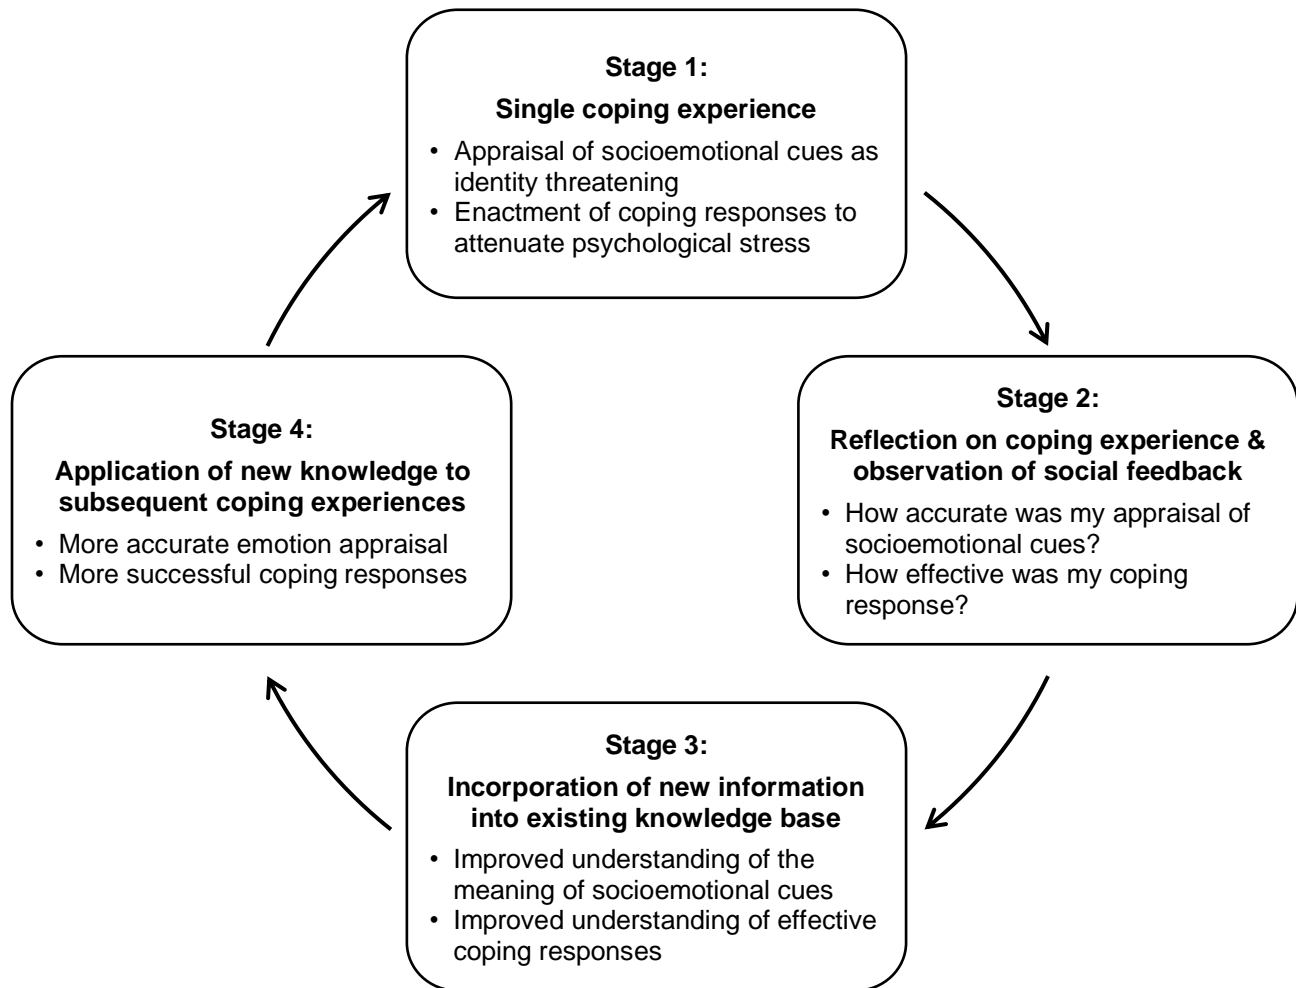 Stage 1:
Single coping experience
• Appraisal of socioemotional cues as
identity threatening
• Enactment of coping responses to
attenuate psychological stress
Stage 2:
Reflection on coping experience &
observation of social feedback
• How accurate was my appraisal of
socioemotional cues?
• How effective was my coping
response?
Stage 3:
Incorporation of new information
into existing knowledge base
• Improved understanding of the
meaning of socioemotional cues
• Improved understanding of effective
coping responses
Stage 4:
Application of new knowledge to
subsequent coping experiences
• More accurate emotion appraisal
• More successful coping responses